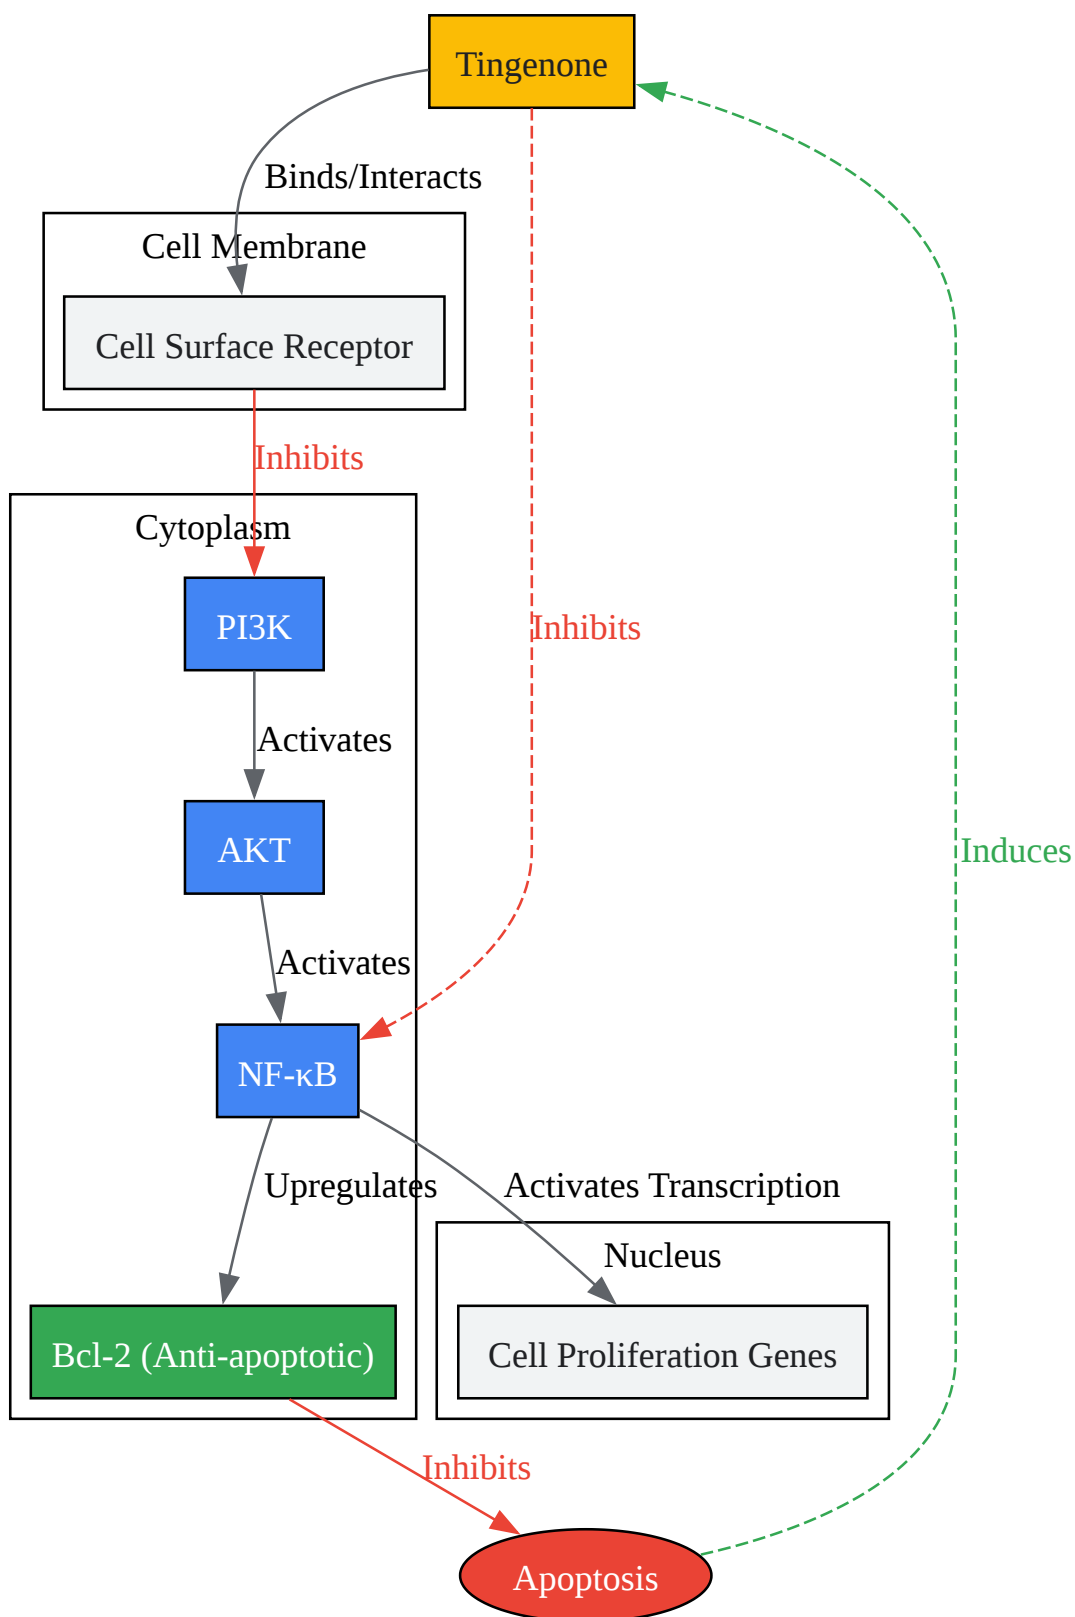 Tingenone
Binds/Interacts
Cell Membrane
Cell Surface Receptor
Inhibits
Cytoplasm
PI3K
Inhibits
Activates
AKT
Induces
Activates
NF-κB
Upregulates
Activates Transcription
Nucleus
Bcl-2 (Anti-apoptotic)
Cell Proliferation Genes
Inhibits
Apoptosis